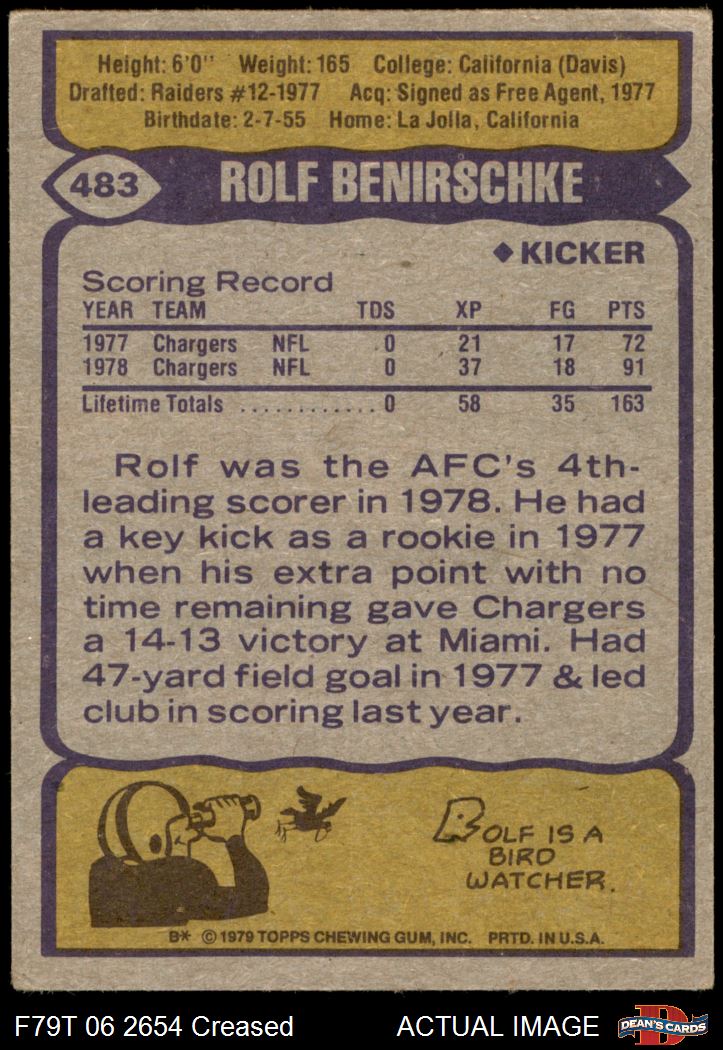 Height: 6'0" Weight: 165 College: California (Davis)
Drafted: Raiders #12-1977 Acq: Signed as Free Agent, 1977
Birthdate: 2-7-55 Home: La Jolla, California
483 ROLF BENIRSCHKE
◆ KICKER
Scoring Record
YEAR TEAM TDS XP FG PTS
1977 Chargers NFL 0 21 17 72
1978 Chargers NFL 0 37 18 91
Lifetime Totals ............ 0 58 35 163
Rolf was the AFC's 4th-
leading scorer in 1978. He had
a key kick as a rookie in 1977
when his extra point with no
time remaining gave Chargers
a 14-13 victory at Miami. Had
47-yard field goal in 1977 & led
club in scoring last year.
ROLF IS A
BIRD
WATCHER.
B* © 1979 TOPPS CHEWING GUM, INC. PRTD. IN U.S.A.
F79T 06 2654 Creased ACTUAL IMAGE D DEAN'S CARDS